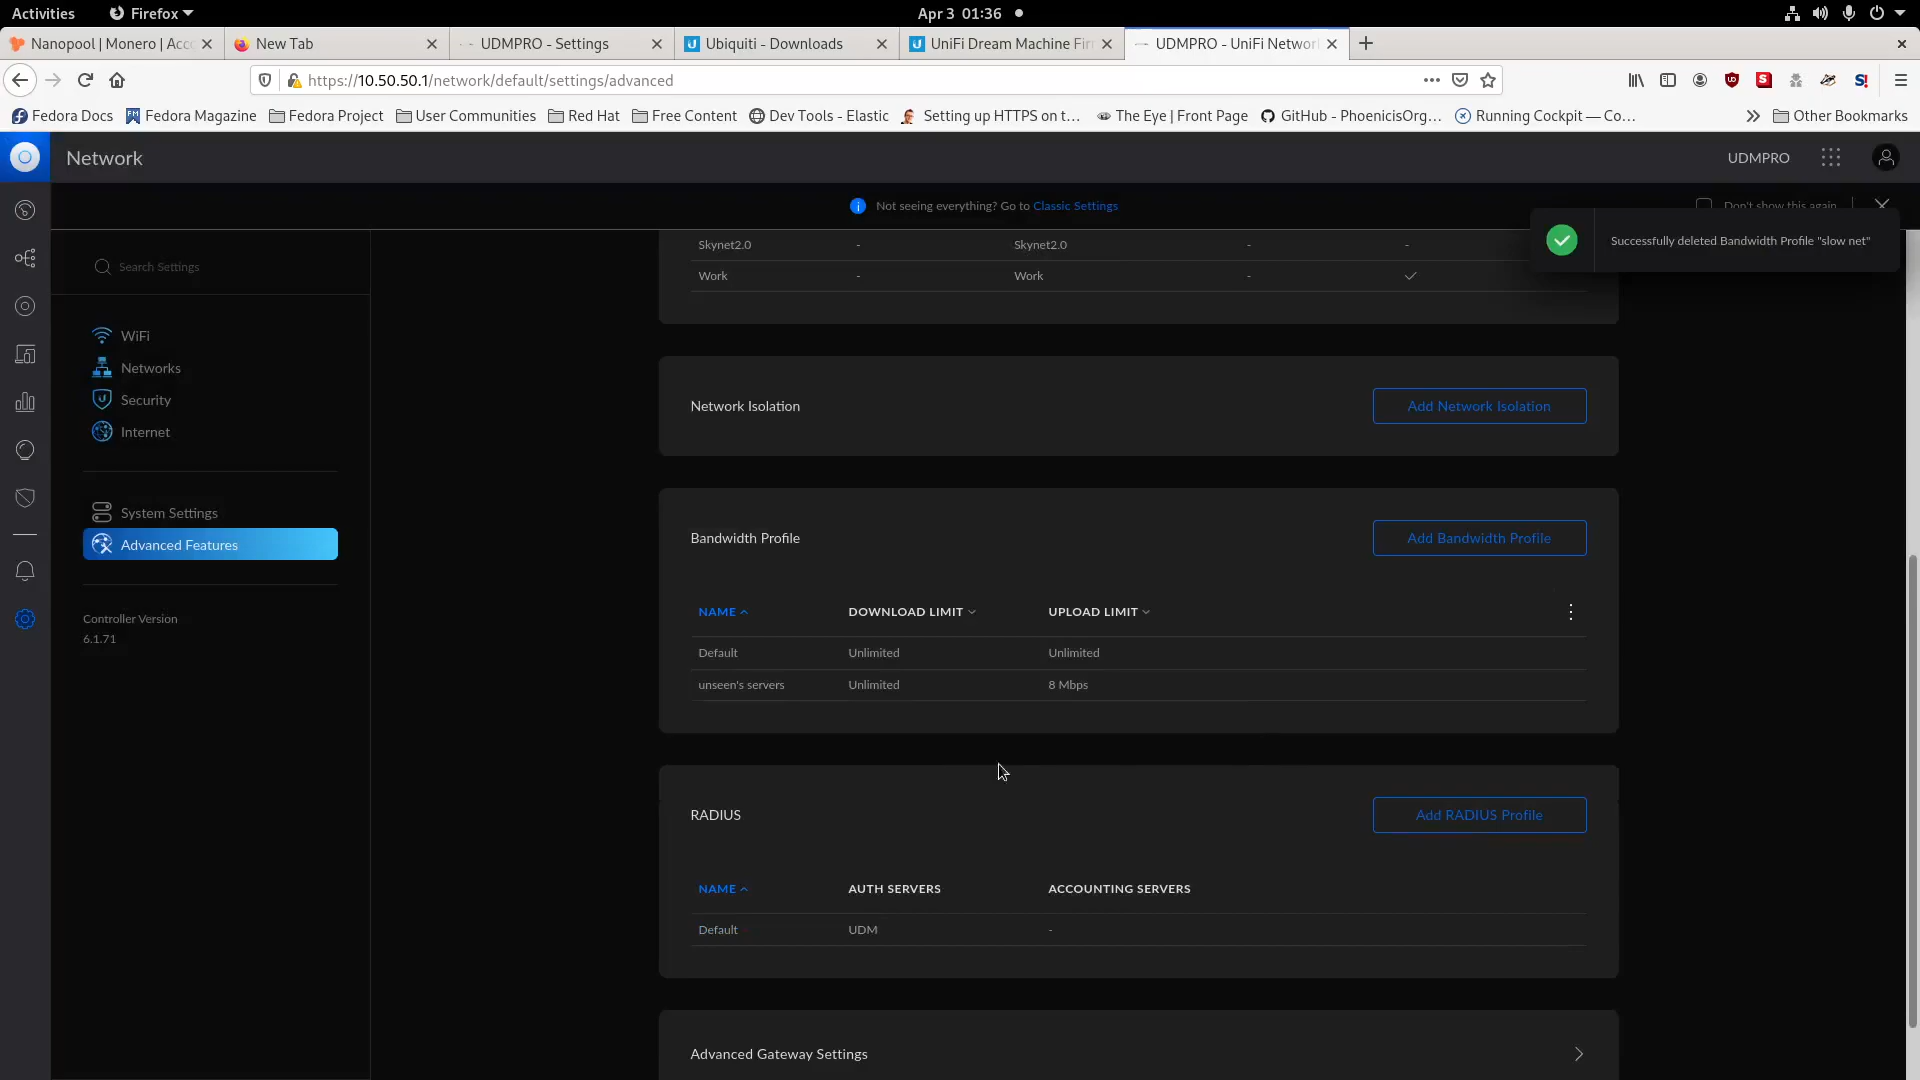 Activities
Firefox
Apr 3 01:36
Nanopool | Monero | Acc
New Tab
UDMPRO - Settings
Ubiquiti - Downloads
UniFi Dream Machine Fir
UDMPRO - UniFi Networ
https://10.50.50.1/network/default/settings/advanced
Fedora Docs
Fedora Magazine
Fedora Project
User Communities
Red Hat
Free Content
Dev Tools - Elastic
Setting up HTTPS on t...
The Eye | Front Page
GitHub - PhoenicisOrg...
Running Cockpit — Co...
Other Bookmarks
Network
UDMPRO
Not seeing everything? Go to Classic Settings
Don't show this again
Successfully deleted Bandwidth Profile "slow net"
Search Settings
WiFi
Networks
Security
Internet
System Settings
Advanced Features
Controller Version
6.1.71
Skynet2.0 - Skynet2.0 - -
Work - Work -
Network Isolation
Add Network Isolation
Bandwidth Profile
Add Bandwidth Profile
NAME DOWNLOAD LIMIT UPLOAD LIMIT
Default Unlimited Unlimited
unseen's servers Unlimited 8 Mbps
RADIUS
Add RADIUS Profile
NAME AUTH SERVERS ACCOUNTING SERVERS
Default UDM -
Advanced Gateway Settings